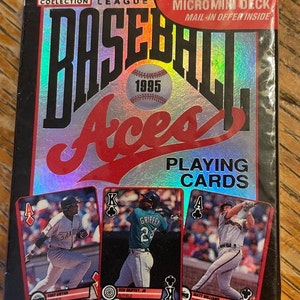 COLLECTION LEAGUE
MICROMINI DECK
MAIL-IN OFFER INSIDE
BASEBALL
1995
Aces
PLAYING
CARDS
A K A
GRIFFEY
24
K